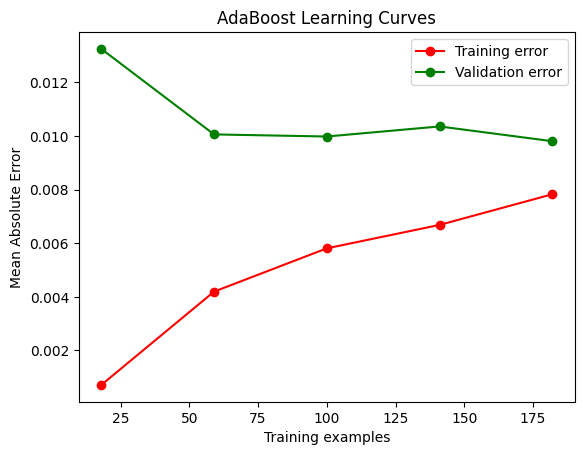 AdaBoost Learning Curves
Training error
Validation error
Mean Absolute Error
0.012
0.010
0.008
0.006
0.004
0.002
25 50 75 100 125 150 175
Training examples